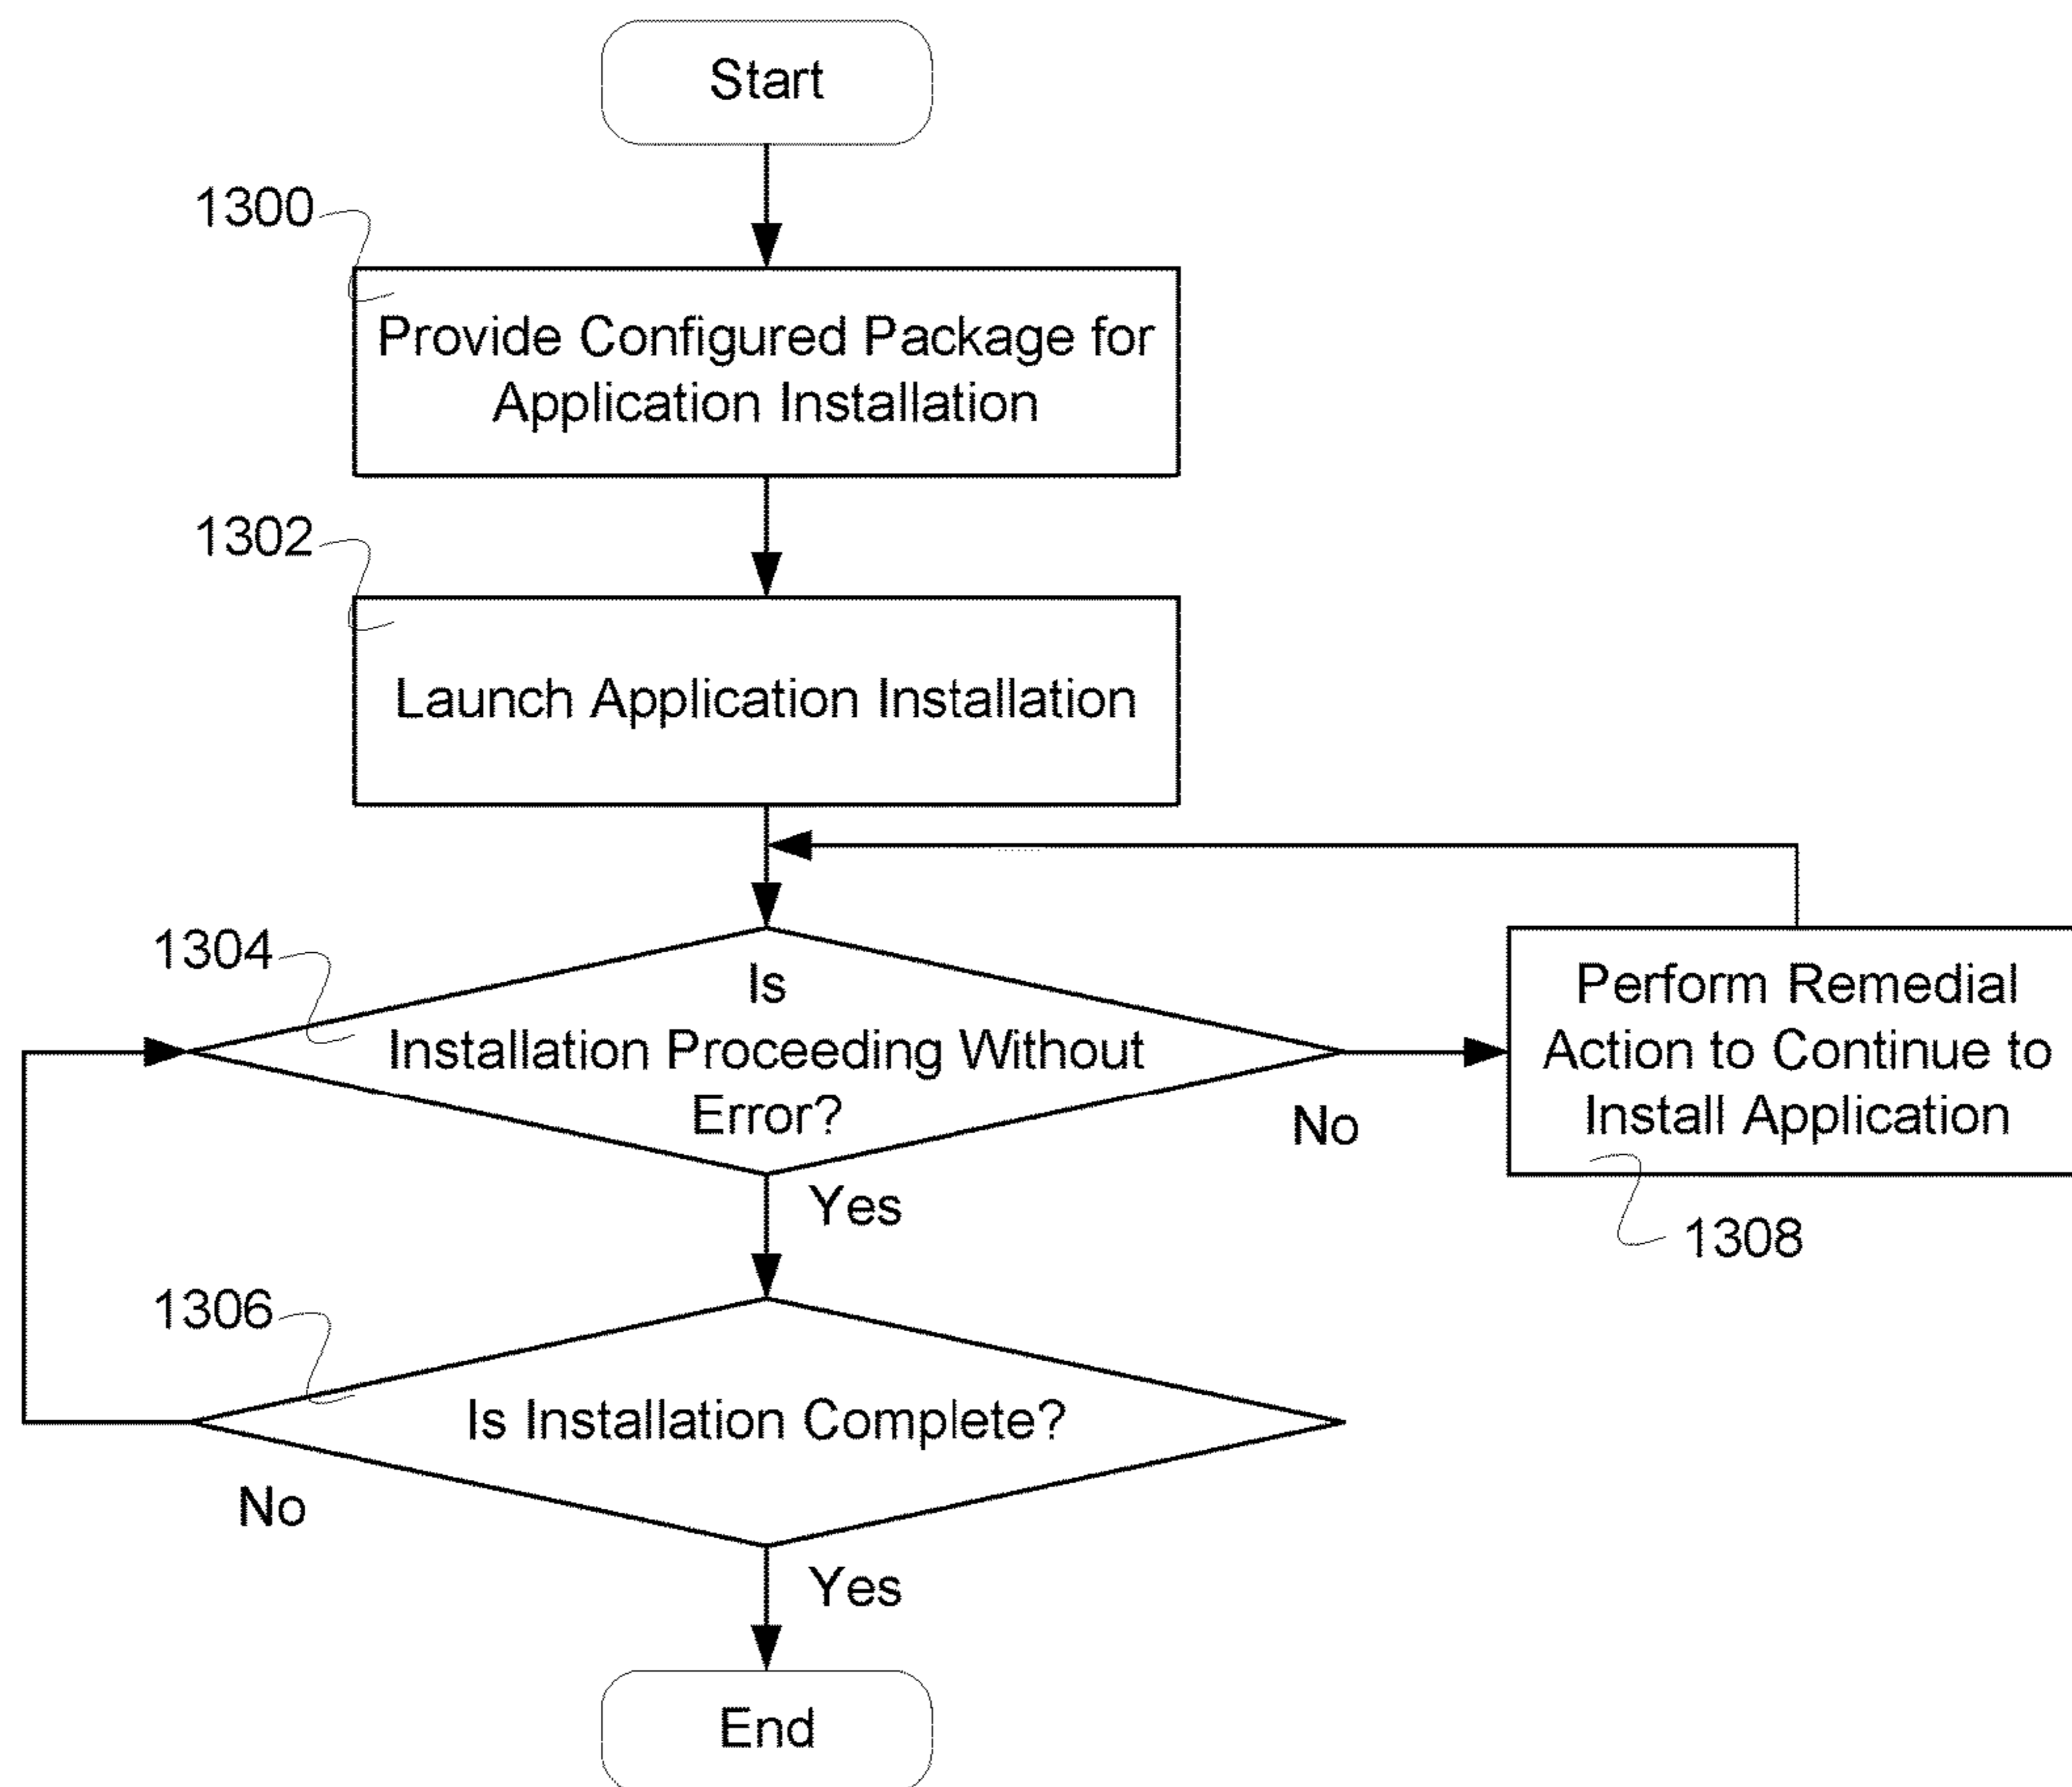 Start
1300
Provide Configured Package for
Application Installation
1302
Launch Application Installation
1304
Is
Installation Proceeding Without
Error?
No
Perform Remedial
Action to Continue to
Install Application
1308
Yes
1306
Is Installation Complete?
No
Yes
End